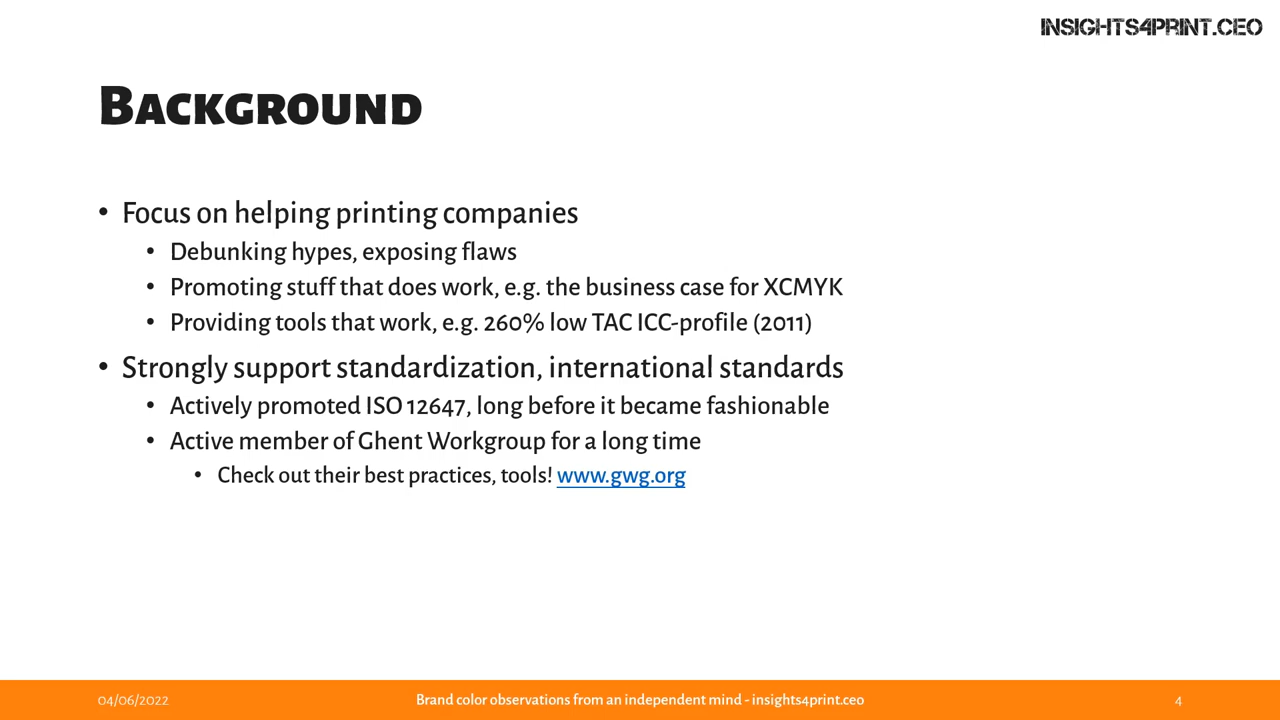 INSIGHTS4PRINT.CEO
Background
• Focus on helping printing companies
• Debunking hypes, exposing flaws
• Promoting stuff that does work, e.g. the business case for XCMYK
• Providing tools that work, e.g. 260% low TAC ICC-profile (2011)
• Strongly support standardization, international standards
• Actively promoted ISO 12647, long before it became fashionable
• Active member of Ghent Workgroup for a long time
• Check out their best practices, tools! www.gwg.org
04/06/2022
Brand color observations from an independent mind - insights4print.ceo
4